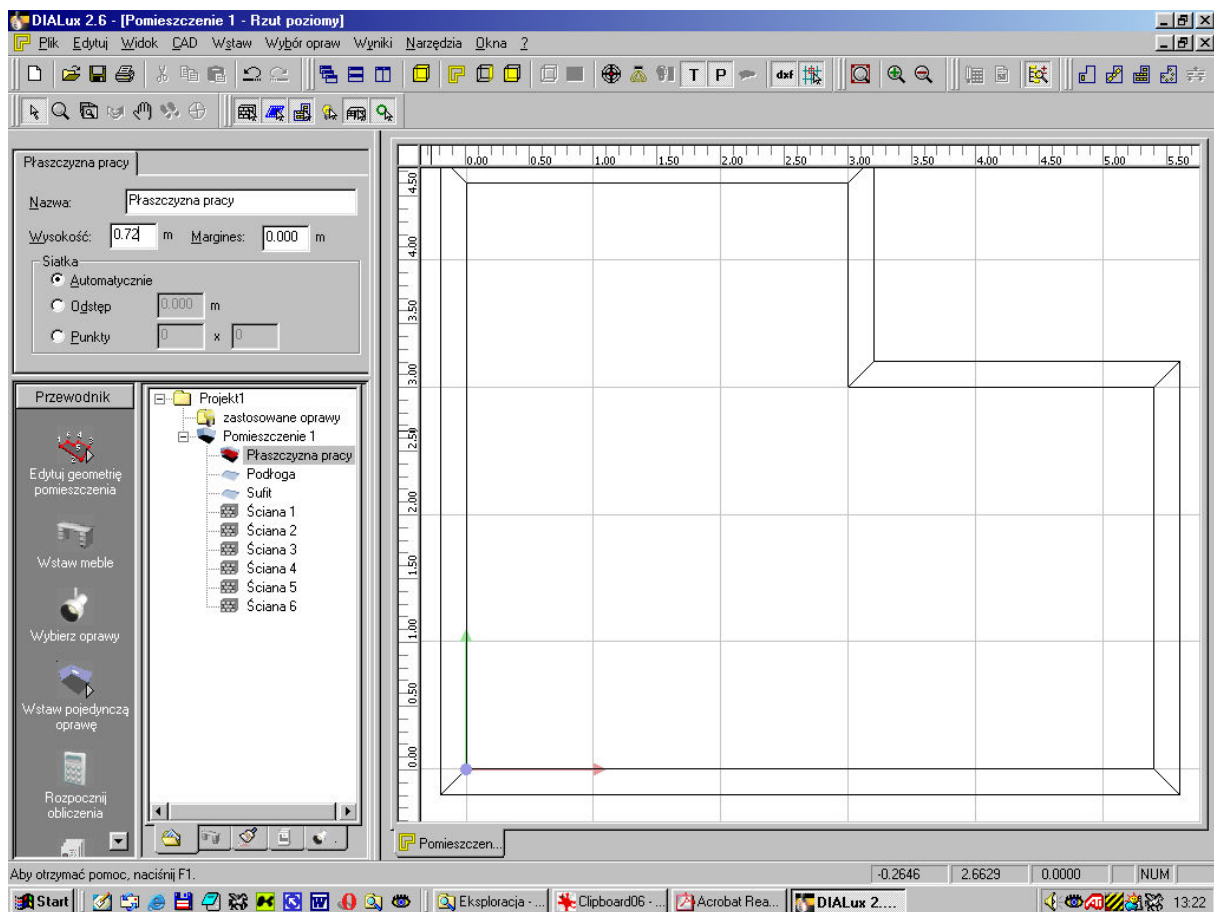 DIALux 2.6 - [Pomieszczenie 1 - Rzut poziomy]
Plik Edytuj Widok CAD Wstaw Wybór opraw Wyniki Narzędzia Okna ?
T P dxf
Płaszczyzna pracy
Nazwa: Płaszczyzna pracy
Wysokość: 0.72 m Margines: 0.000 m
Siatka
Automatycznie
Odstęp 0.000 m
Punkty 0 x 0
Przewodnik
Edytuj geometrię
pomieszczenia
Wstaw meble
Wybierz oprawy
Wstaw pojedynczą
oprawę
Rozpocznij
obliczenia
Projekt1
zastosowane oprawy
Pomieszczenie 1
Płaszczyzna pracy
Podłoga
Sufit
Ściana 1
Ściana 2
Ściana 3
Ściana 4
Ściana 5
Ściana 6
0.00 0.50 1.00 1.50 2.00 2.50 3.00 3.50 4.00 4.50 5.00 5.50
4.50
4.00
3.50
3.00
2.50
2.00
1.50
1.00
0.50
0.00
Pomieszczen...
Aby otrzymać pomoc, naciśnij F1.
-0.2646 2.6629 0.0000 NUM
Start Eksploracja - ... Clipboard06 - ... Acrobat Rea... DIALux 2.... 13:22